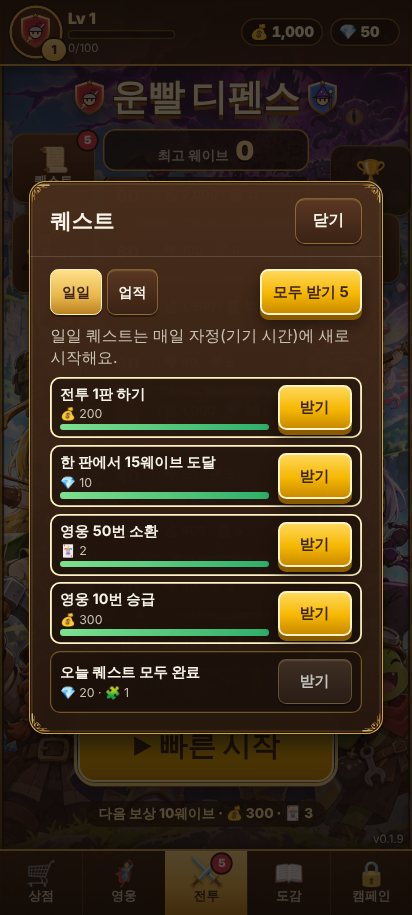 Lv 1
0/100
1
1,000
50
운빨 디펜스
5
최고 웨이브 0
퀘스트
퀘스트
닫기
일일
업적
모두 받기 5
일일 퀘스트는 매일 자정(기기 시간)에 새로
시작해요.
전투 1판 하기
200
받기
한 판에서 15웨이브 도달
10
받기
영웅 50번 소환
2
받기
영웅 10번 승급
300
받기
오늘 퀘스트 모두 완료
20 · 1
받기
빠른 시작
다음 보상 10웨이브 · 300 · 3
v0.1.9
5
상점
영웅
전투
도감
캠페인